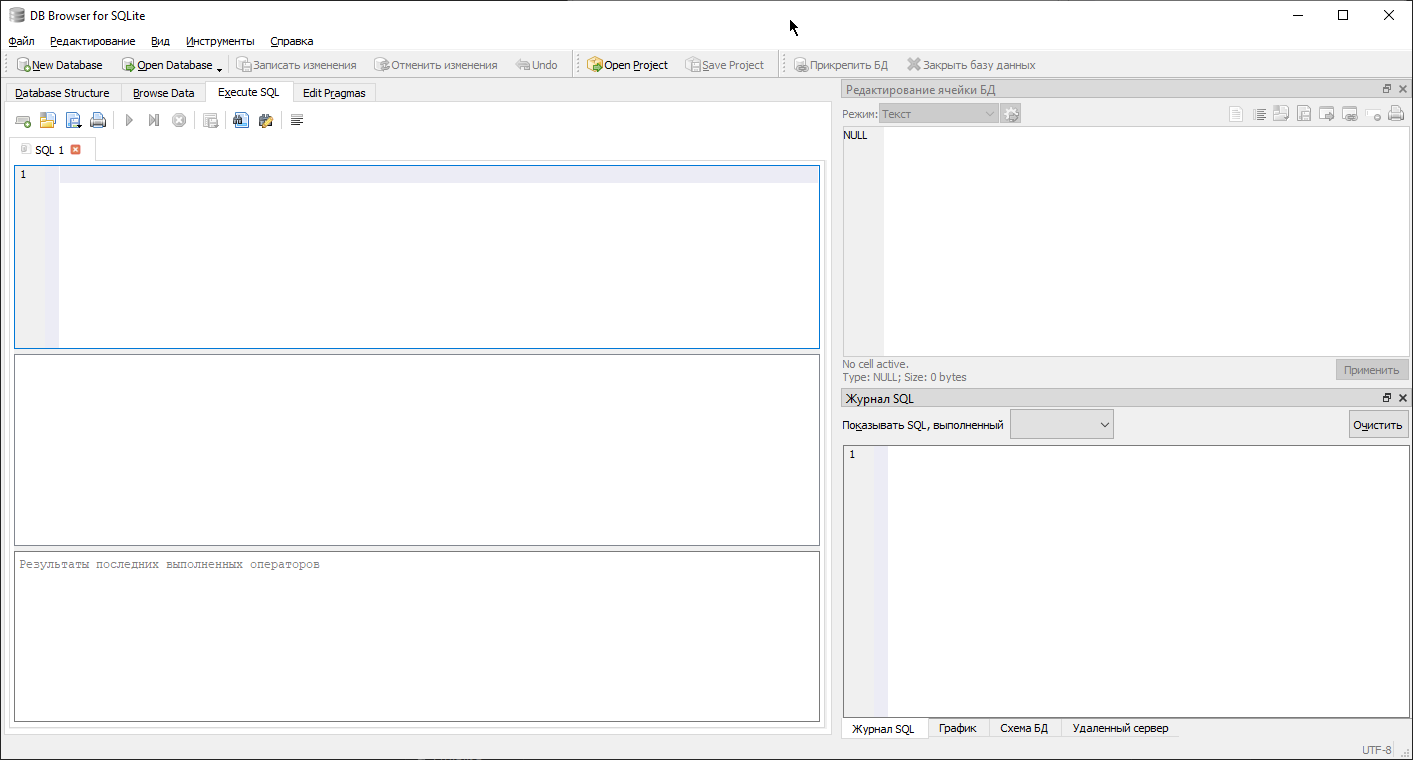 DB Browser for SQLite
Файл Редактирование Вид Инструменты Справка
New Database Open Database Записать изменения Отменить изменения Undo Open Project Save Project Прикрепить БД Закрыть базу данных
Database Structure Browse Data Execute SQL Edit Pragmas
SQL 1
1
Результаты последних выполненных операторов
Редактирование ячейки БД
Режим: Текст
NULL
No cell active.
Type: NULL; Size: 0 bytes
Применить
Журнал SQL
Показывать SQL, выполненный
Очистить
1
Журнал SQL График Схема БД Удаленный сервер
UTF-8